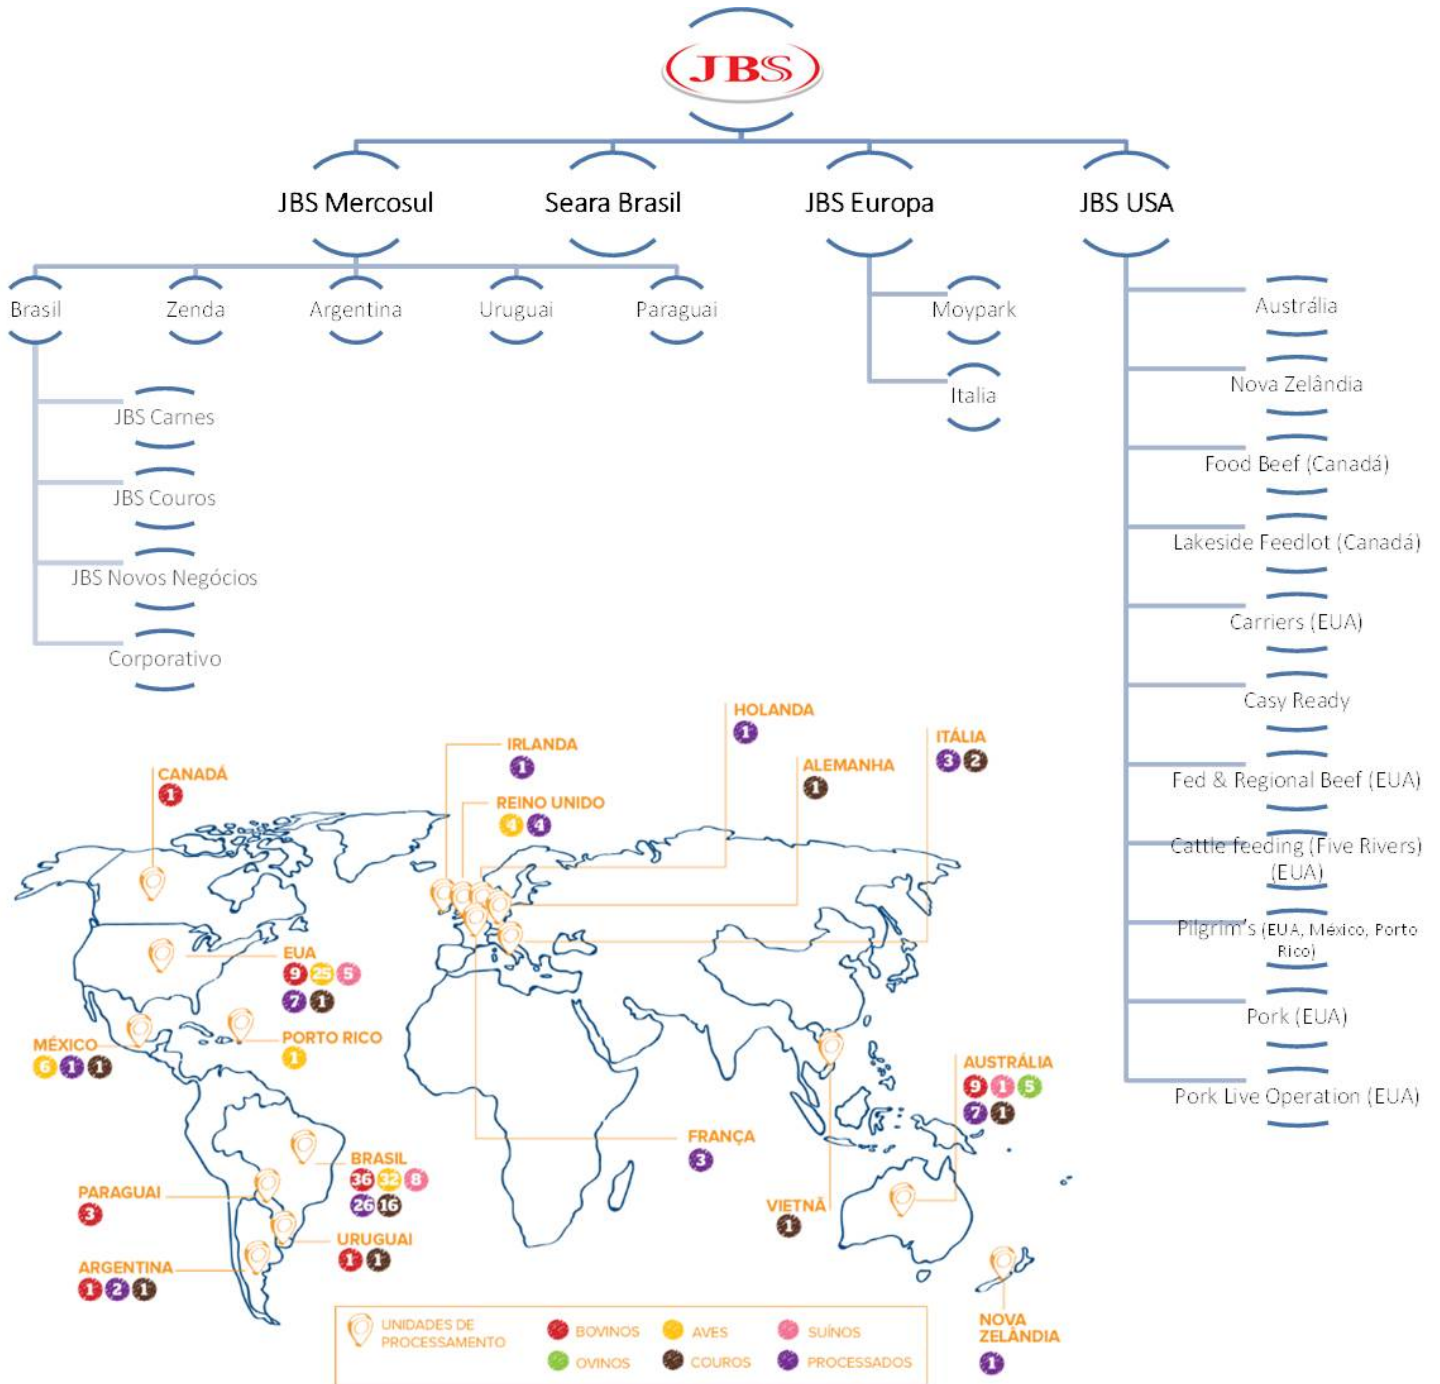 JBS
JBS Mercosul
Seara Brasil
JBS Europa
JBS USA
Brasil
Zenda
Argentina
Uruguai
Paraguai
JBS Carnes
JBS Couros
JBS Novos Negócios
Corporativo
Moypark
Italia
Austrália
Nova Zelândia
Food Beef (Canadá)
Lakeside Feedlot (Canadá)
Carriers (EUA)
Casy Ready
Fed & Regional Beef (EUA)
Cattle feeding (Five Rivers)
(EUA)
Pilgrim's (EUA, México, Porto
Rico)
Pork (EUA)
Pork Live Operation (EUA)
CANADÁ
1
IRLANDA
1
REINO UNIDO
4 4
HOLANDA
1
ALEMANHA
1
ITÁLIA
3 2
EUA
9 25 5
7 1
MÉXICO
6 1 1
PORTO RICO
1
BRASIL
36 32 8
26 16
PARAGUAI
3
URUGUAI
1 1
ARGENTINA
1 2 1
FRANÇA
3
VIETNÃ
1
AUSTRÁLIA
9 1 5
7 1
NOVA
ZELÂNDIA
1
UNIDADES DE
PROCESSAMENTO
BOVINOS
AVES
SUÍNOS
OVINOS
COUROS
PROCESSADOS